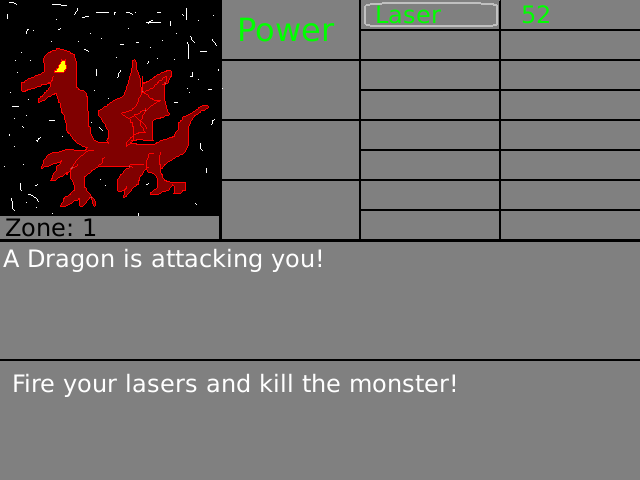 Power
Laser 52
Zone: 1
A Dragon is attacking you!
Fire your lasers and kill the monster!